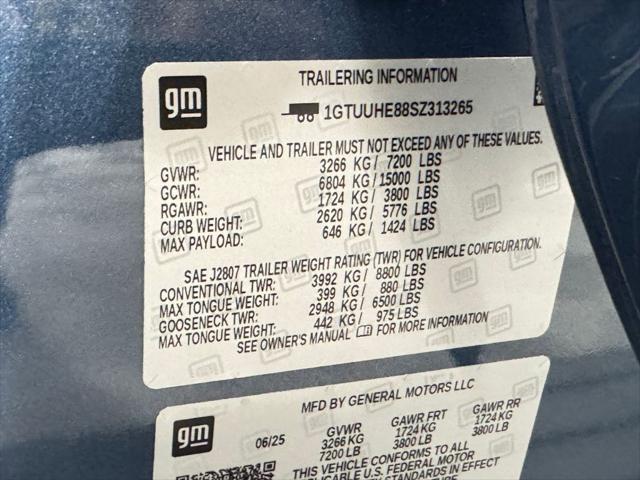 gm
TRAILERING INFORMATION
1GTUUHE88SZ313265
VEHICLE AND TRAILER MUST NOT EXCEED ANY OF THESE VALUES.
GVWR: 3266 KG / 7200 LBS
GCWR: 6804 KG / 15000 LBS
RGAWR: 1724 KG / 3800 LBS
CURB WEIGHT: 2620 KG / 5776 LBS
MAX PAYLOAD: 646 KG / 1424 LBS
SAE J2807 TRAILER WEIGHT RATING (TWR) FOR VEHICLE CONFIGURATION.
CONVENTIONAL TWR: 3992 KG / 8800 LBS
MAX TONGUE WEIGHT: 399 KG / 880 LBS
GOOSENECK TWR: 2948 KG / 6500 LBS
MAX TONGUE WEIGHT: 442 KG / 975 LBS
SEE OWNER'S MANUAL FOR MORE INFORMATION
gm
MFD BY GENERAL MOTORS LLC
06/25 GVWR GAWR FRT GAWR RR
3266 KG 1724 KG 1724 KG
7200 LB 3800 LB 3800 LB
THIS VEHICLE CONFORMS TO ALL
APPLICABLE U.S. FEDERAL MOTOR
STANDARDS IN EFFECT